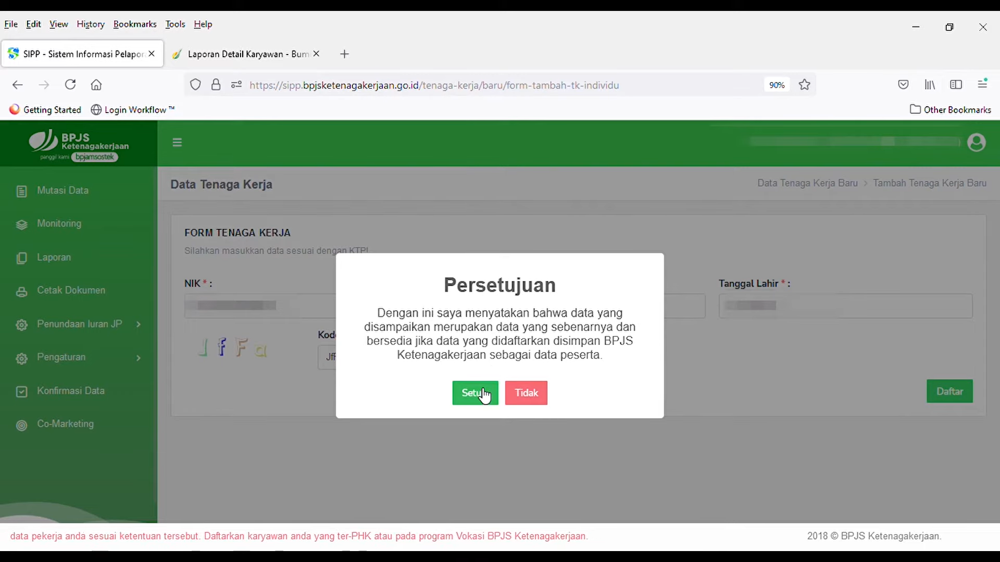 File Edit View History Bookmarks Tools Help
SIPP - Sistem Informasi Pelapor
Laporan Detail Karyawan - Bum
https://sipp.bpjsketenagakerjaan.go.id/tenaga-kerja/baru/form-tambah-tk-individu
90%
Getting Started
Login Workflow ™
Other Bookmarks
BPJS
Ketenagakerjaan
panggil kami bpjamsostek
Mutasi Data
Monitoring
Laporan
Cetak Dokumen
Penundaan Iuran JP
Pengaturan
Konfirmasi Data
Co-Marketing
Data Tenaga Kerja
Data Tenaga Kerja Baru > Tambah Tenaga Kerja Baru
FORM TENAGA KERJA
Silahkan masukkan data sesuai dengan KTP!
NIK * :
Tanggal Lahir * :
J f F a
Kod
Persetujuan
Dengan ini saya menyatakan bahwa data yang
disampaikan merupakan data yang sebenarnya dan
bersedia jika data yang didaftarkan disimpan BPJS
Ketenagakerjaan sebagai data peserta.
Setu
Tidak
Daftar
data pekerja anda sesuai ketentuan tersebut. Daftarkan karyawan anda yang ter-PHK atau pada program Vokasi BPJS Ketenagakerjaan.
2018 © BPJS Ketenagakerjaan.